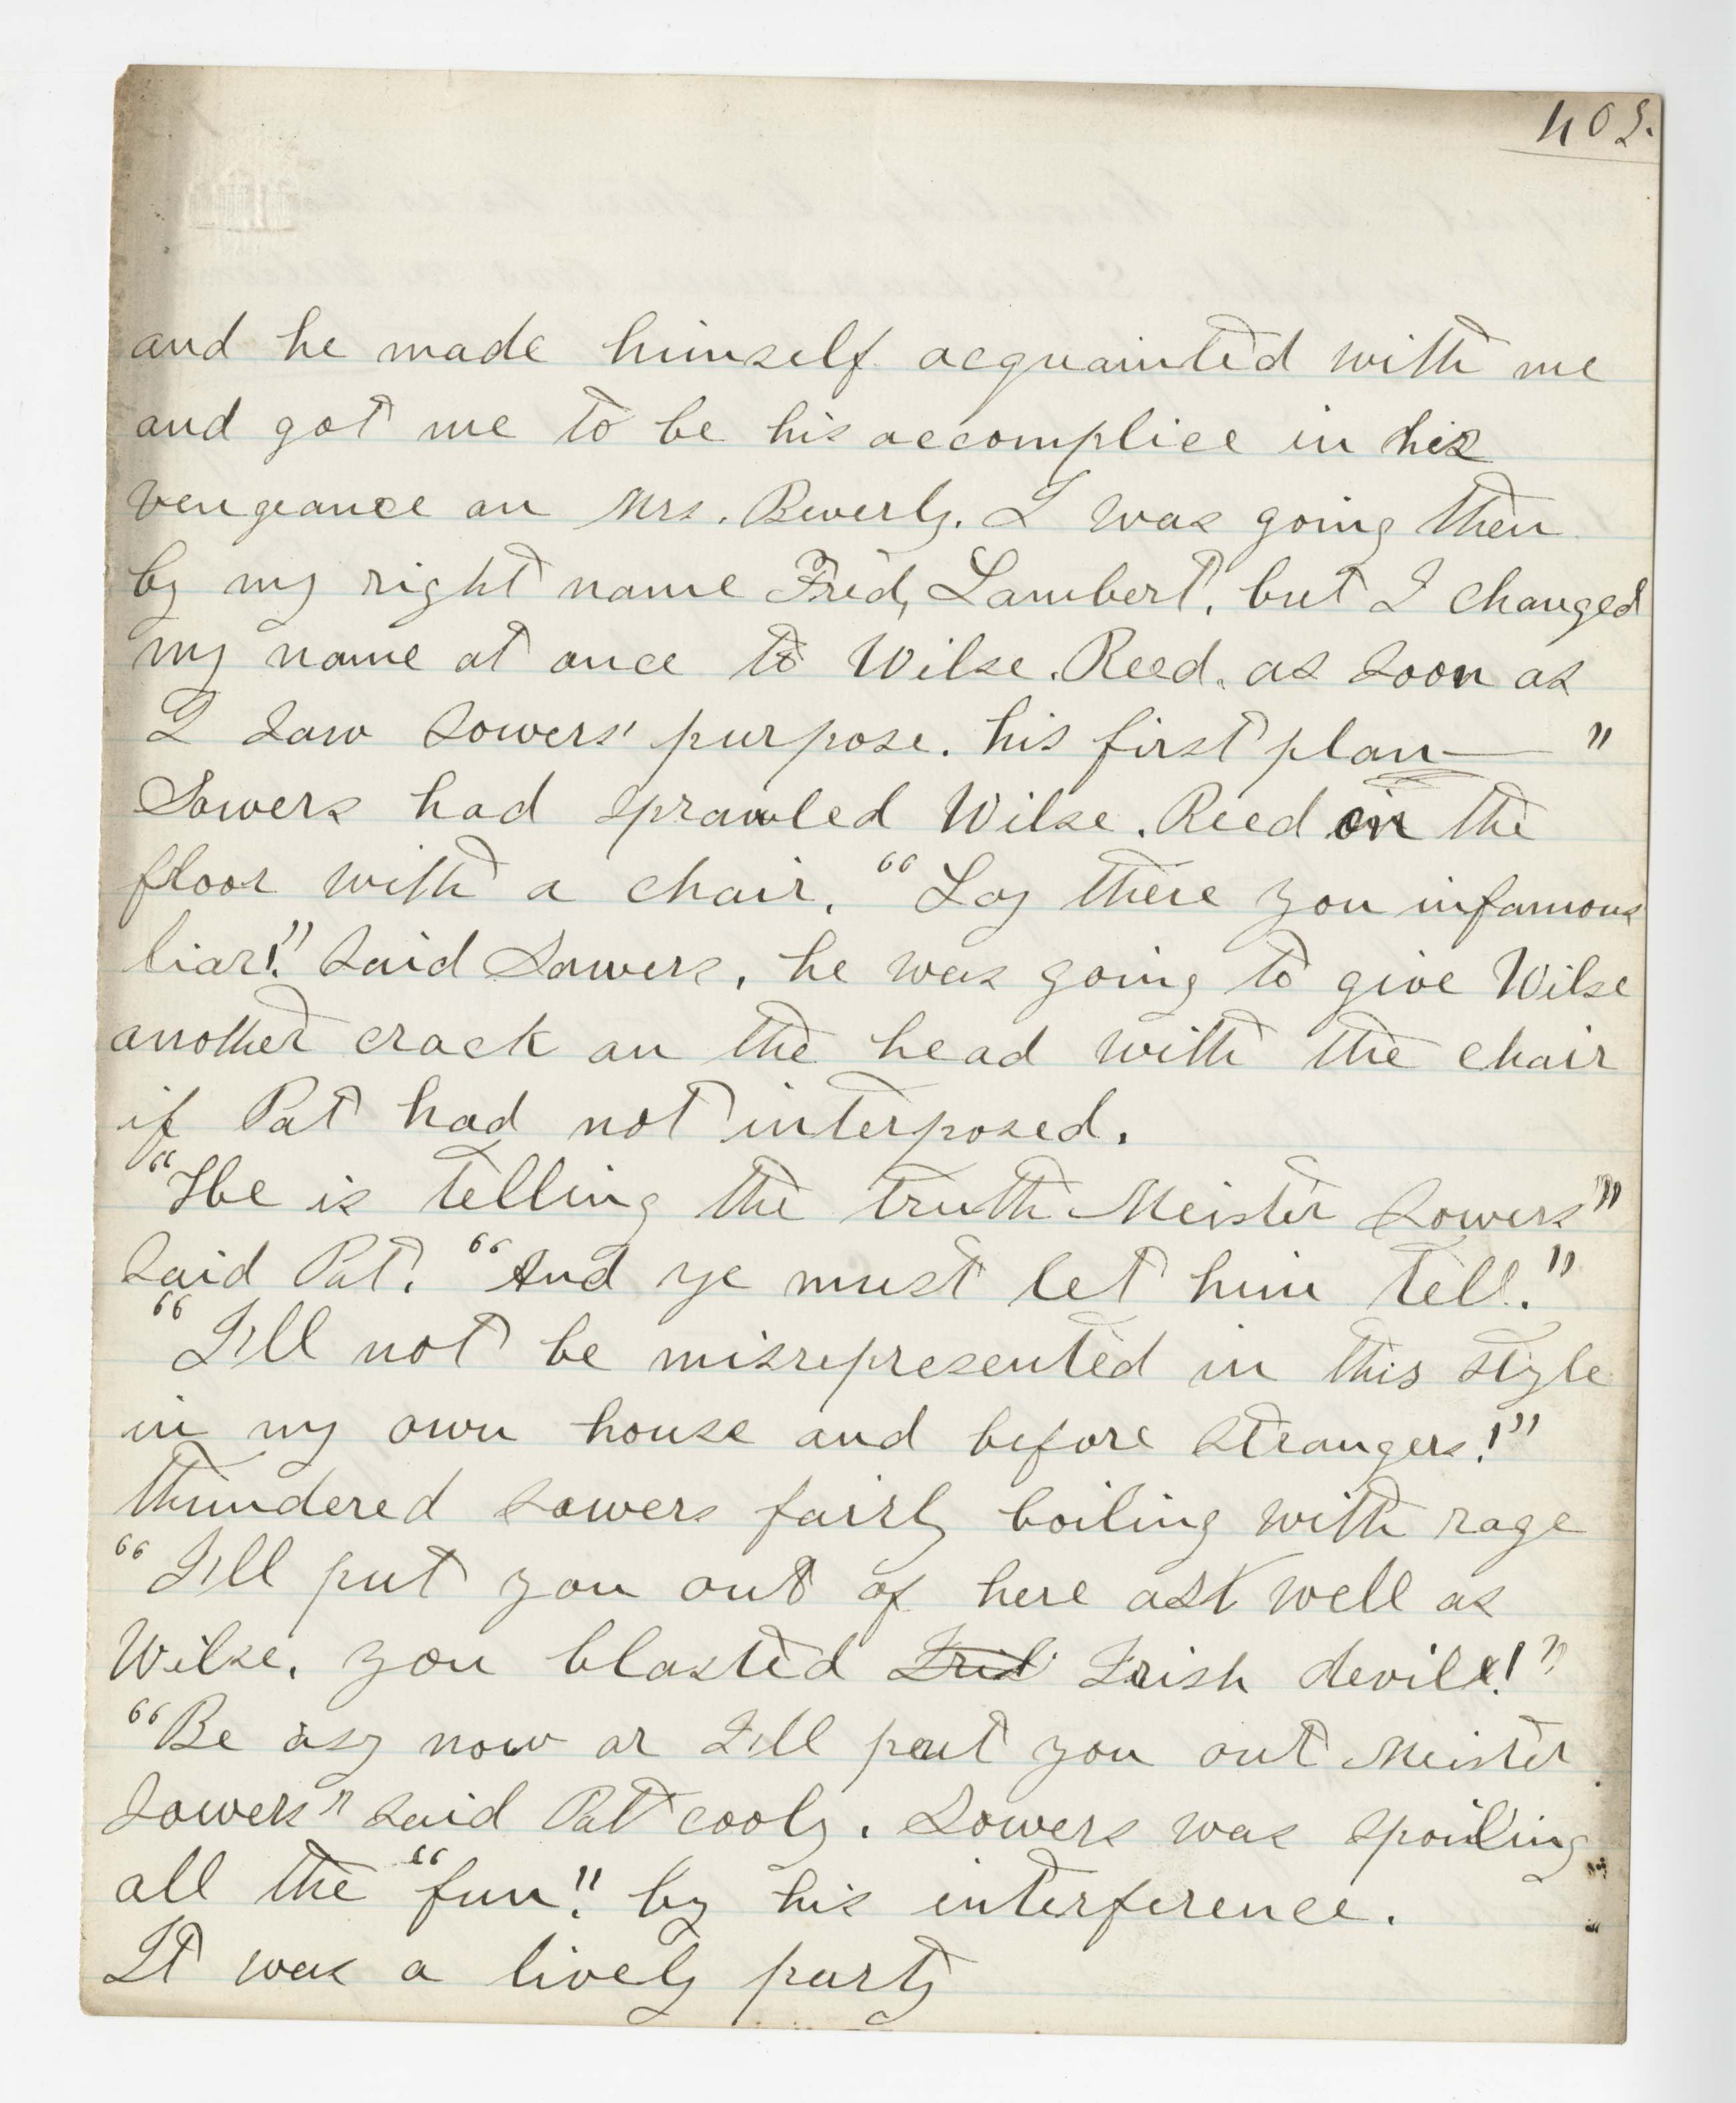 402.
and he made himself acquainted with me
and got me to be his accomplice in his
vengeance on Mrs. Beverly. I was going then
by my right name Fred, Lambert, but I changed
my name at once to Wilse. Reed. as soon as
I saw Sowers' purpose. his first plan— "
Sowers had sprawled Wilse. Reed on the
floor with a chair. "Lay there you infamous
liar!" said Sowers, he was going to give Wilse
another crack on the head with the chair
if Pat had not interposed.
"He is telling the truth Meister Sowers"
said Pat. "And ye must let him tell."
"I'll not be misrepresented in this style
in my own house and before strangers!"
thundered Sowers fairly boiling with rage
"I'll put you out of here as well as
Wilse, you blasted Irish devil!"
"Be asy now or I'll put you out Meister
Sowers" said Pat cooly. Sowers was spoiling
all the "fun!" by his interference.
It was a lively party